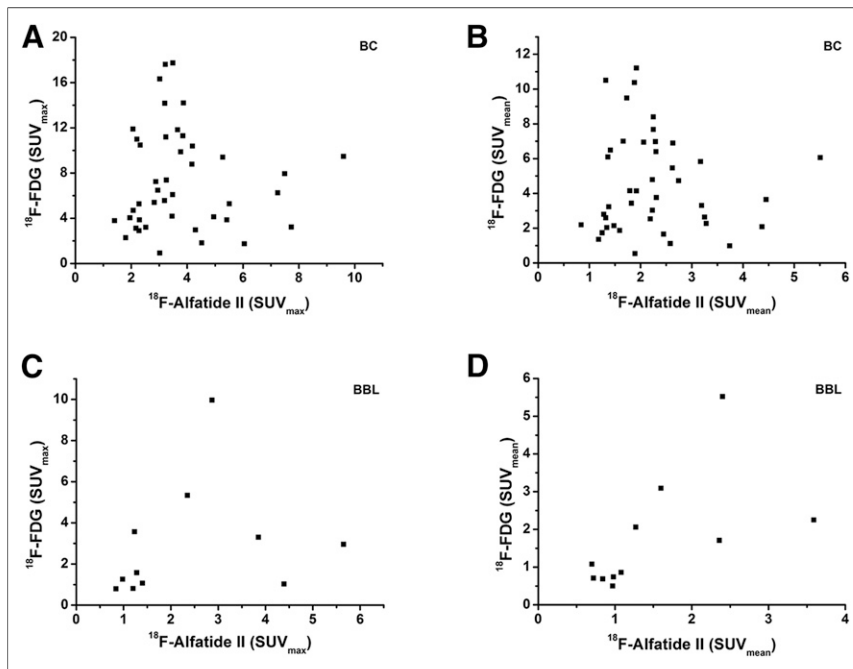 A
BC
20
16
12
8
4
0
0 2 4 6 8 10
18F-FDG (SUVmax)
18F-Alfatide II (SUVmax)
B
BC
12
10
8
6
4
2
0
0 1 2 3 4 5 6
18F-FDG (SUVmean)
18F-Alfatide II (SUVmean)
C
BBL
10
8
6
4
2
0
0 1 2 3 4 5 6
18F-FDG (SUVmax)
18F-Alfatide II (SUVmax)
D
BBL
6
5
4
3
2
1
0
0 1 2 3 4
18F-FDG (SUVmean)
18F-Alfatide II (SUVmean)